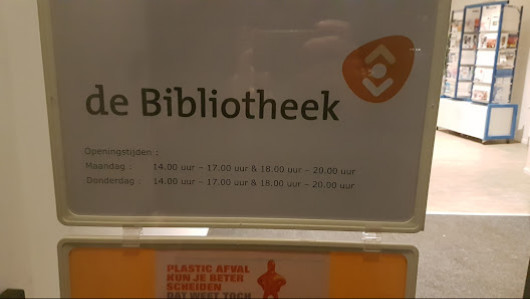 de Bibliotheek
Openingstijden :
Maandag : 14.00 uur – 17.00 uur & 18.00 uur – 20.00 uur
Donderdag : 14.00 uur – 17.00 uur & 18.00 uur – 20.00 uur
PLASTIC AFVAL
KUN JE BETER
SCHEIDEN
DAT WEET TOCH